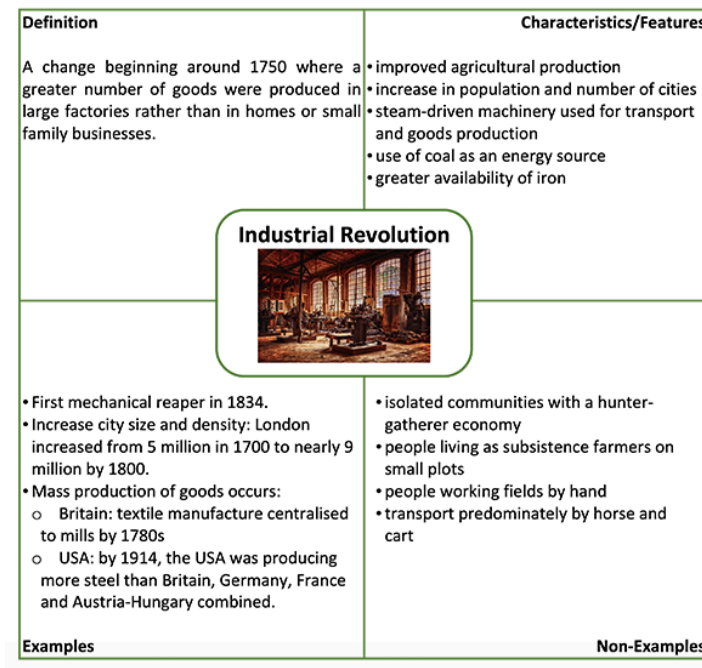 Definition
A change beginning around 1750 where a
greater number of goods were produced in
large factories rather than in homes or small
family businesses.
Characteristics/Features
• improved agricultural production
• increase in population and number of cities
• steam-driven machinery used for transport
and goods production
• use of coal as an energy source
• greater availability of iron
Industrial Revolution
• First mechanical reaper in 1834.
• Increase city size and density: London
increased from 5 million in 1700 to nearly 9
million by 1800.
• Mass production of goods occurs:
o Britain: textile manufacture centralised
to mills by 1780s
o USA: by 1914, the USA was producing
more steel than Britain, Germany, France
and Austria-Hungary combined.
Examples
• isolated communities with a hunter-
gatherer economy
• people living as subsistence farmers on
small plots
• people working fields by hand
• transport predominately by horse and
cart
Non-Examples